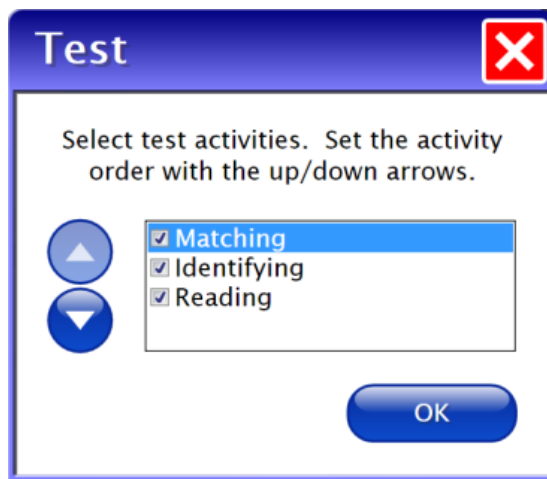 Test
Select test activities.  Set the activity
order with the up/down arrows.
Matching
Identifying
Reading
OK